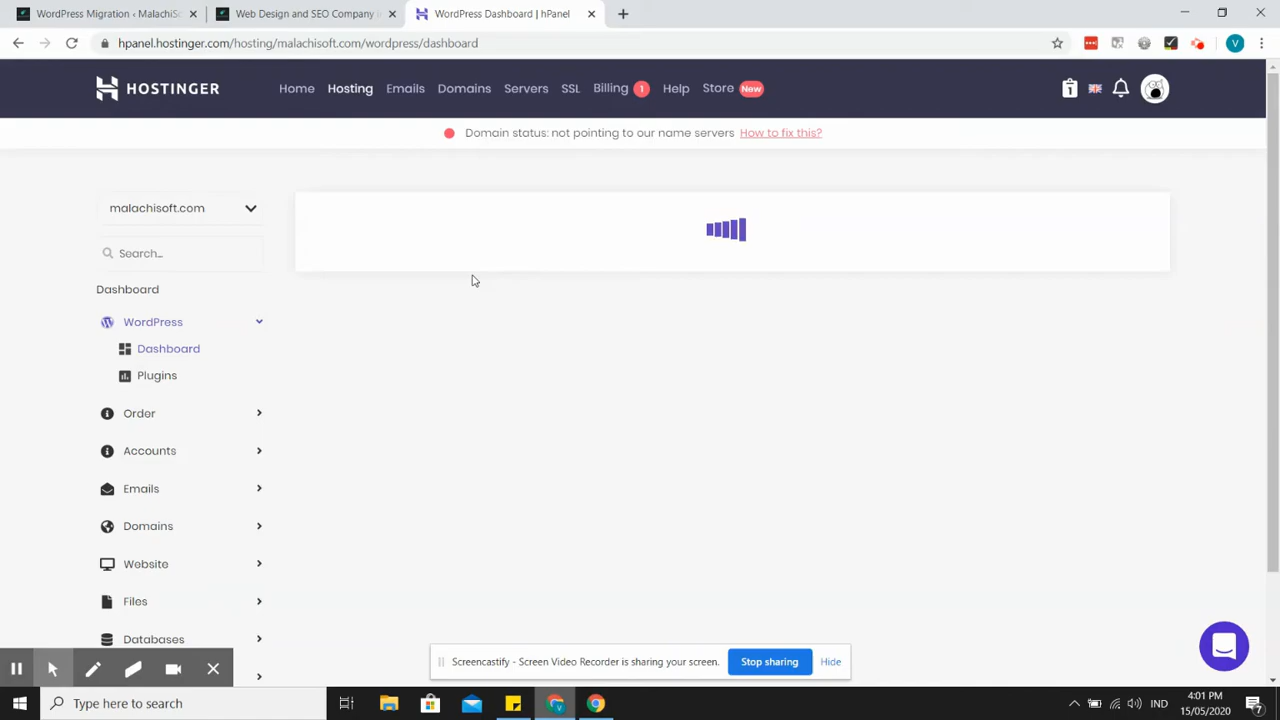 WordPress Migration ‹ MalachiSo
Web Design and SEO Company i
WordPress Dashboard | hPanel
hpanel.hostinger.com/hosting/malachisoft.com/wordpress/dashboard
V
HOSTINGER
Home
Hosting
Emails
Domains
Servers
SSL
Billing
1
Help
Store
New
1
Domain status: not pointing to our name servers How to fix this?
malachisoft.com
Search...
Dashboard
WordPress
Dashboard
Plugins
Order
Accounts
Emails
Domains
Website
Files
Databases
Screencastify - Screen Video Recorder is sharing your screen.
Stop sharing
Hide
Type here to search
IND
4:01 PM
15/05/2020
7